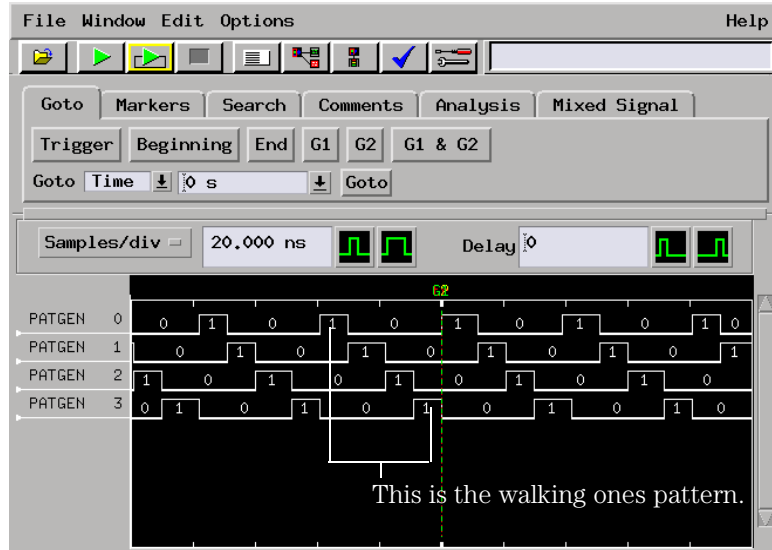 File Window Edit Options Help
Goto Markers Search Comments Analysis Mixed Signal
Trigger Beginning End G1 G2 G1 & G2
Goto Time 0 s Goto
Samples/div 20.000 ns Delay 0
G2
PATGEN 0 0 1 0 1 0 1 0 1 0 1 0
PATGEN 1 0 1 0 1 0 1 0 1 0 1
PATGEN 2 1 0 1 0 1 0 1 0 1 0
PATGEN 3 0 1 0 1 0 1 0 1 0 1 0
This is the walking ones pattern.